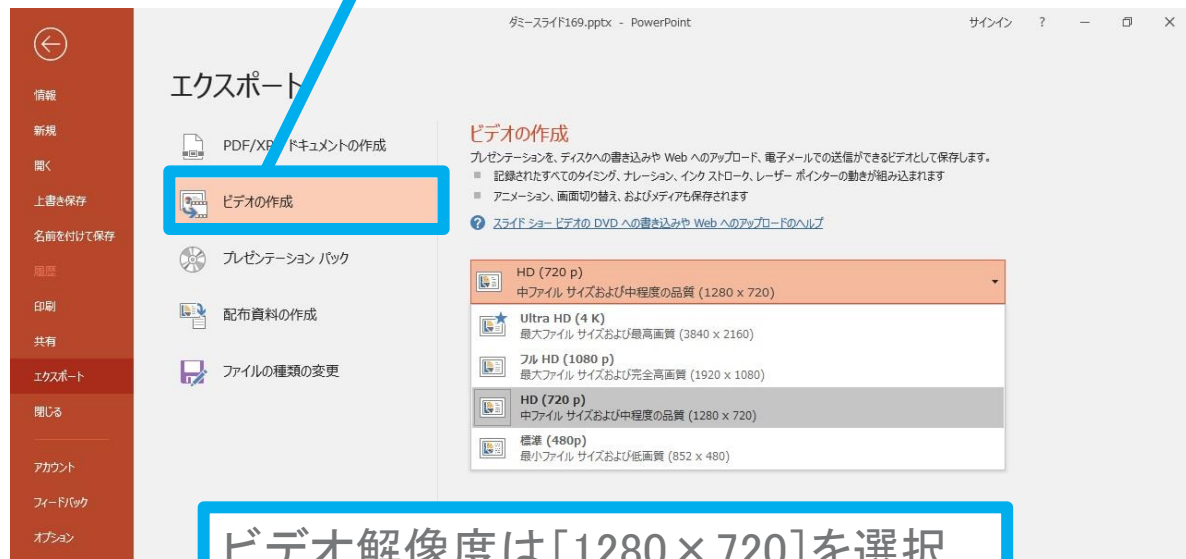 ダミースライド169.pptx - PowerPoint
サインイン ?
情報
新規
開く
上書き保存
名前を付けて保存
履歴
印刷
共有
エクスポート
閉じる
アカウント
フィードバック
オプション
エクスポート
PDF/XP ドキュメントの作成
ビデオの作成
プレゼンテーション パック
配布資料の作成
ファイルの種類の変更
ビデオの作成
プレゼンテーションを、ディスクへの書き込みや Web へのアップロード、電子メールでの送信ができるビデオとして保存します。
記録されたすべてのタイミング、ナレーション、インク ストローク、レーザー ポインターの動きが組み込まれます
アニメーション、画面切り替え、およびメディアも保存されます
スライド ショー ビデオの DVD への書き込みや Web へのアップロードのヘルプ
HD (720 p)
中ファイル サイズおよび中程度の品質 (1280 x 720)
Ultra HD (4 K)
最大ファイル サイズおよび最高画質 (3840 x 2160)
フル HD (1080 p)
最大ファイル サイズおよび完全高画質 (1920 x 1080)
HD (720 p)
中ファイル サイズおよび中程度の品質 (1280 x 720)
標準 (480p)
最小ファイル サイズおよび低画質 (852 x 480)
ビデオ解像度は[1280×720]を選択